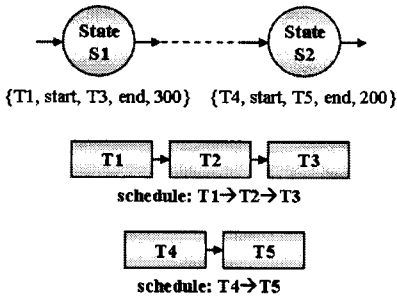 State S1
State S2
{T1, start, T3, end, 300} {T4, start, T5, end, 200}
T1 T2 T3
schedule: T1→T2→T3
T4 T5
schedule: T4→T5